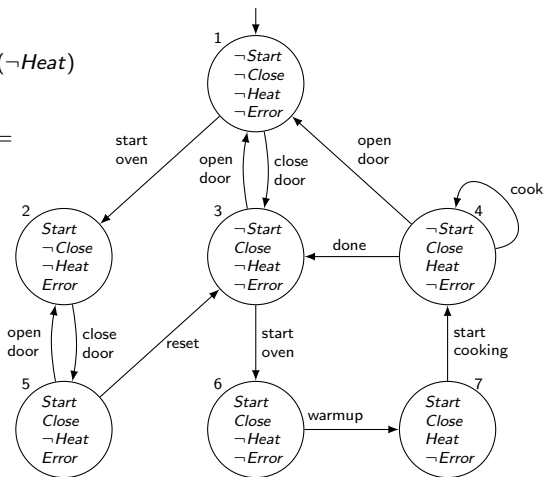 1
¬Start
¬Close
¬Heat
¬Error
(¬Heat)
=
start
oven
open
door
close
door
open
door
cook
2
Start
¬Close
¬Heat
Error
3
¬Start
Close
¬Heat
¬Error
done
4
¬Start
Close
Heat
¬Error
open
door
close
door
reset
start
oven
start
cooking
5
Start
Close
¬Heat
Error
6
Start
Close
¬Heat
¬Error
warmup
7
Start
Close
Heat
¬Error